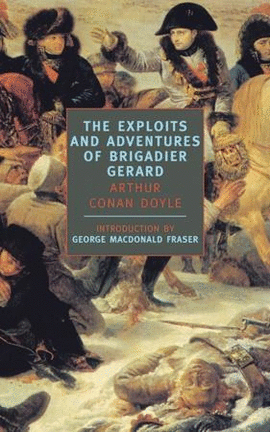 THE EXPLOITS
AND ADVENTURES
OF BRIGADIER
GERARD
ARTHUR
CONAN DOYLE
INTRODUCTION BY
GEORGE MACDONALD FRASER